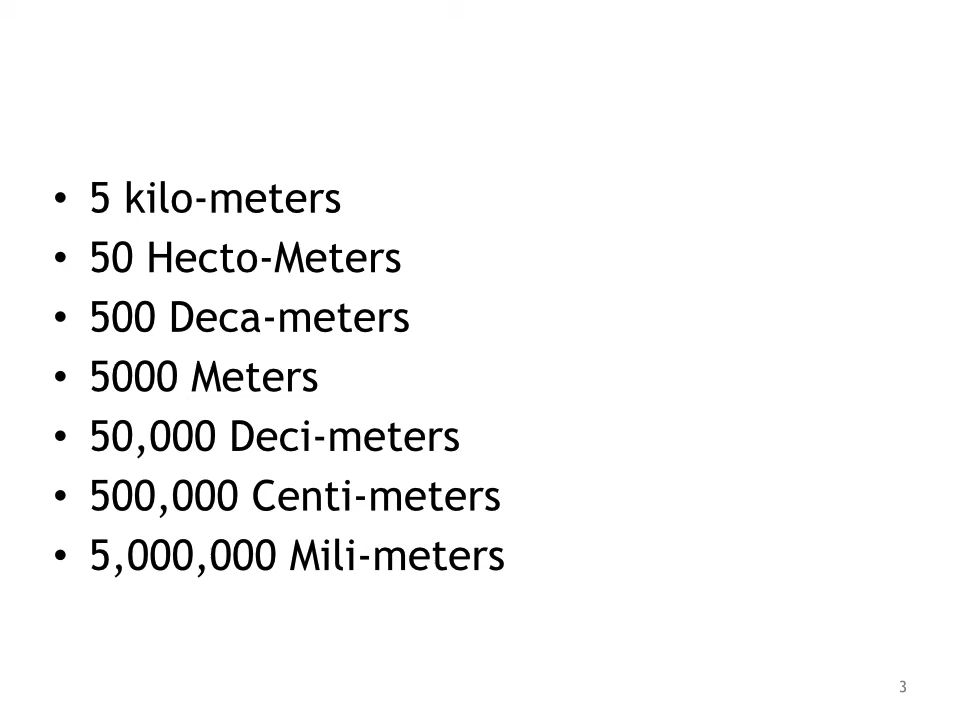 • 5 kilo-meters
• 50 Hecto-Meters
• 500 Deca-meters
• 5000 Meters
• 50,000 Deci-meters
• 500,000 Centi-meters
• 5,000,000 Mili-meters
3